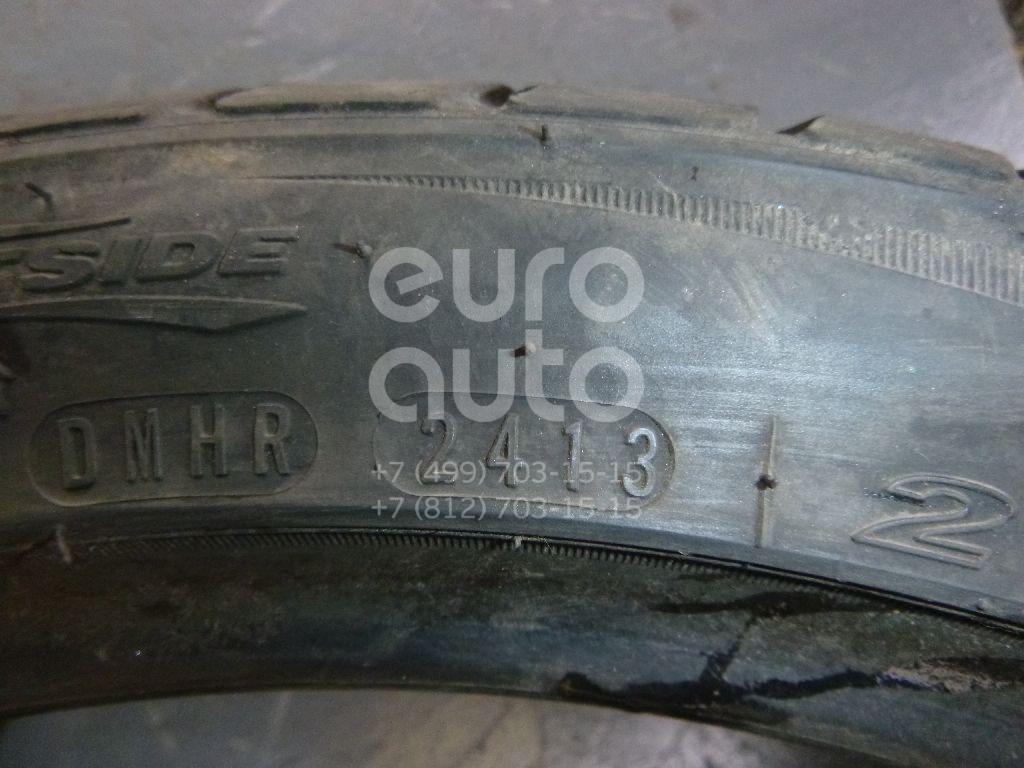 SIDE
euro
auto
DMHR 2413
+7 (499) 703-15-15
+7 (812) 703-15-15
2